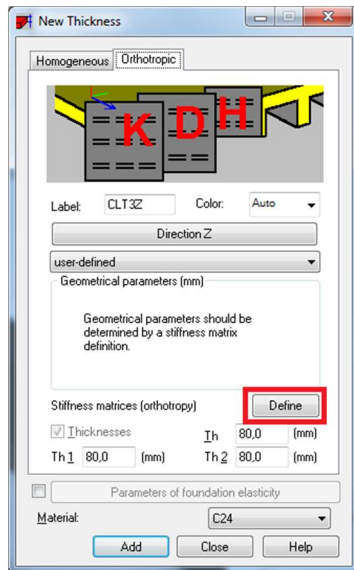 New Thickness
Homogeneous Orthotropic
K D H
Label: CLT3Z Color: Auto
Direction Z
user-defined
Geometrical parameters (mm)
Geometrical parameters should be
determined by a stiffness matrix
definition.
Stiffness matrices (orthotropy) Define
Thicknesses Th 80,0 (mm)
Th 1 80,0 (mm) Th 2 80,0 (mm)
Parameters of foundation elasticity
Material: C24
Add Close Help